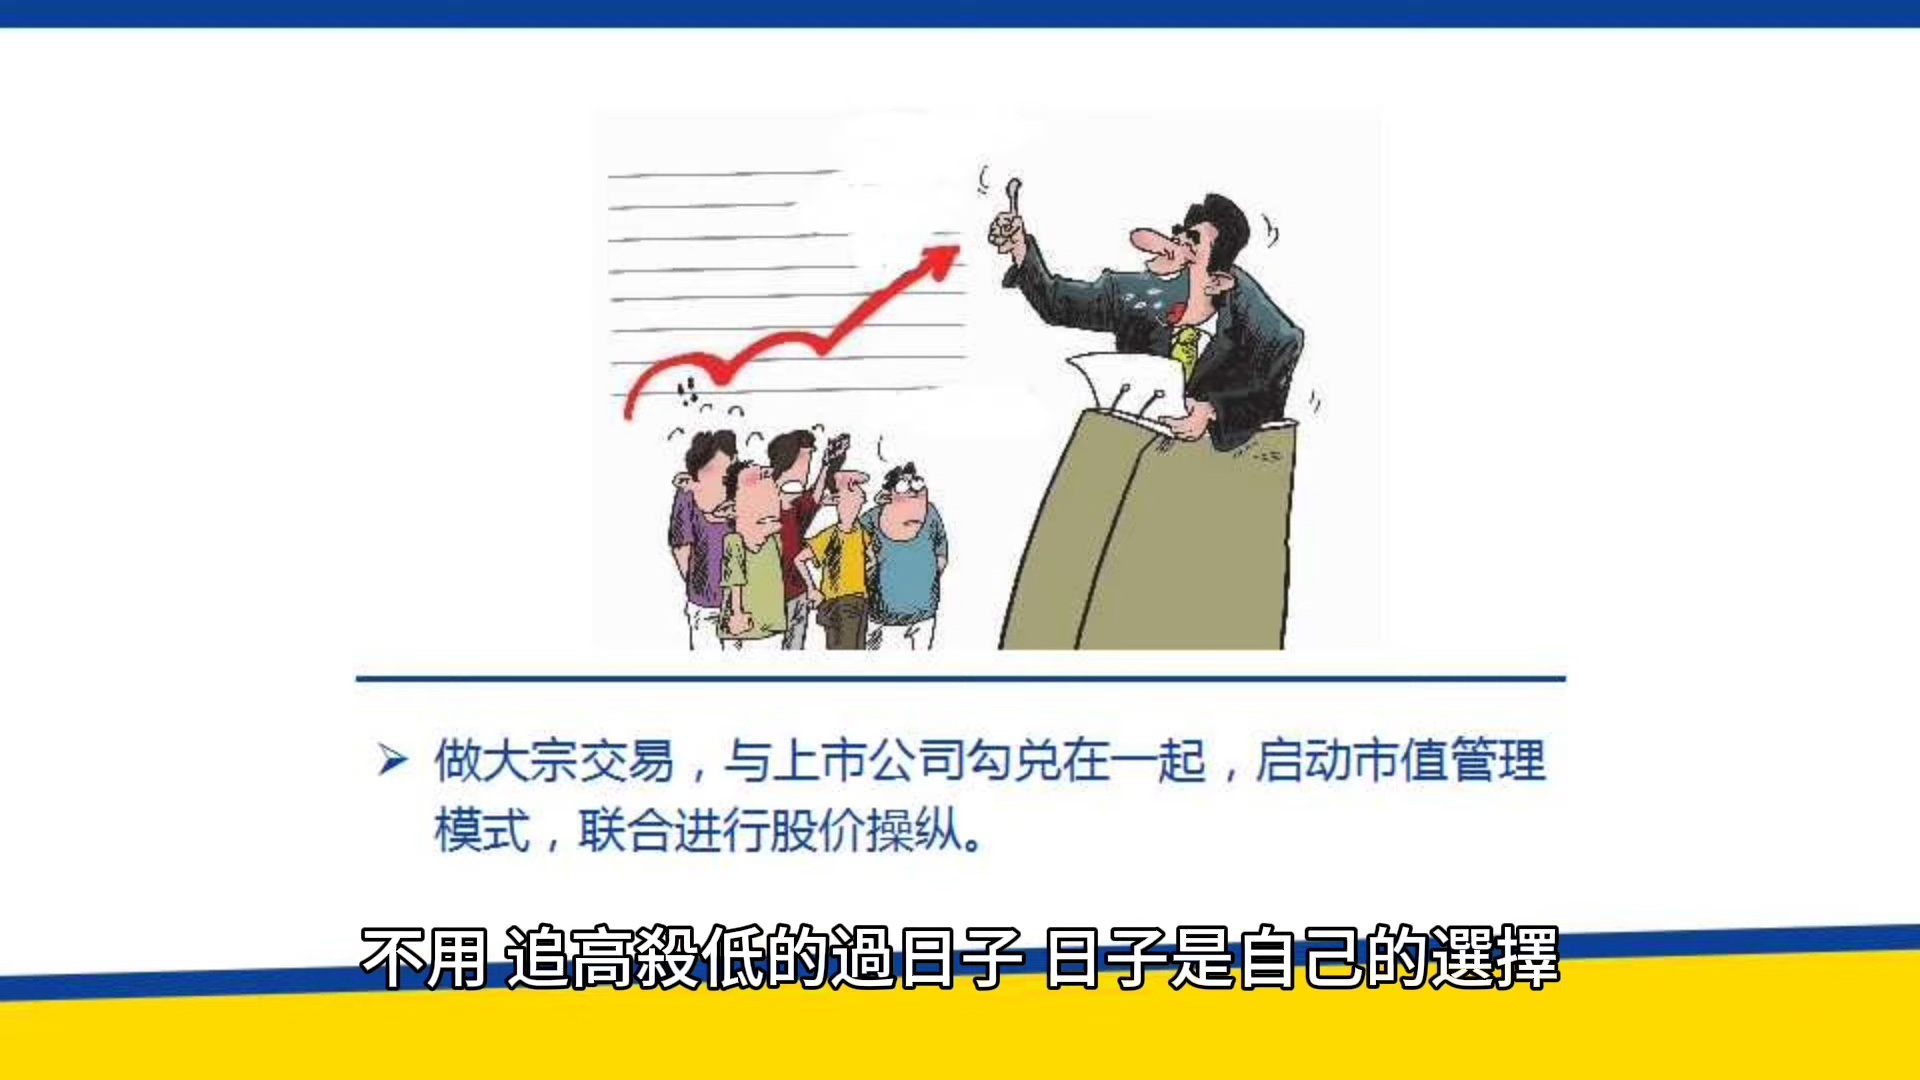 做大宗交易，与上市公司勾兑在一起，启动市值管理
模式，联合进行股价操纵。
不用 追高殺低的過日子 日子是自己的選擇